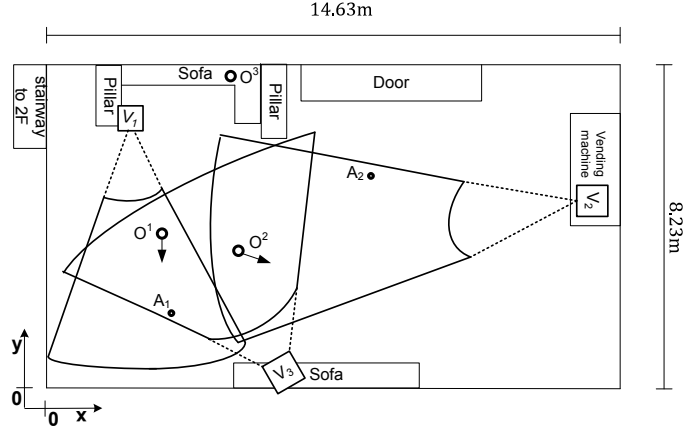 14.63m
stairway
to 2F
Pillar
Sofa
O³
Pillar
Door
V₁
Vending
machine
A₂
V₂
8.23m
O¹
O²
A₁
y
V₃
Sofa
0
0
x